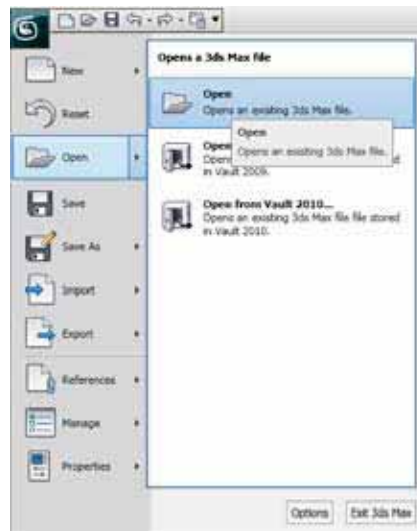 Opens a 3ds Max file
New
Reset
Open
Save
Save As
Import
Export
References
Manage
Properties
Open
Opens an existing 3ds Max file.
Open
Opens an existing 3ds Max file.
Open
Opens
in Vault 2009.
Open from Vault 2010...
Opens an existing 3ds Max file file stored
in Vault 2010.
Options
Exit 3ds Max